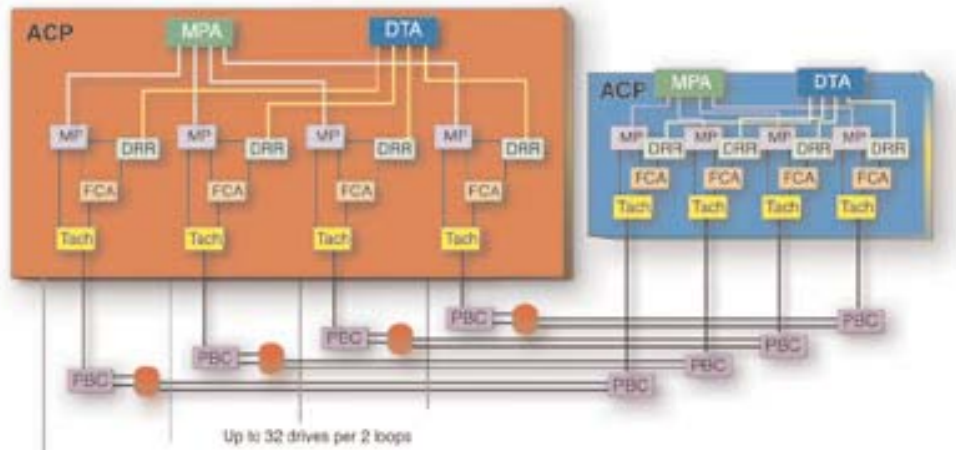 ACP MPA DTA
MPA DTA
ACP
MP DRR MP DRR MP DRR MP DRR
MP DRR MP DRR MP DRR MP DRR
FCA FCA FCA FCA
FCA FCA FCA FCA
Tach Tach Tach Tach
Tach Tach Tach Tach
PBC PBC
PBC PBC
PBC PBC
PBC PBC
Up to 32 drives per 2 loops